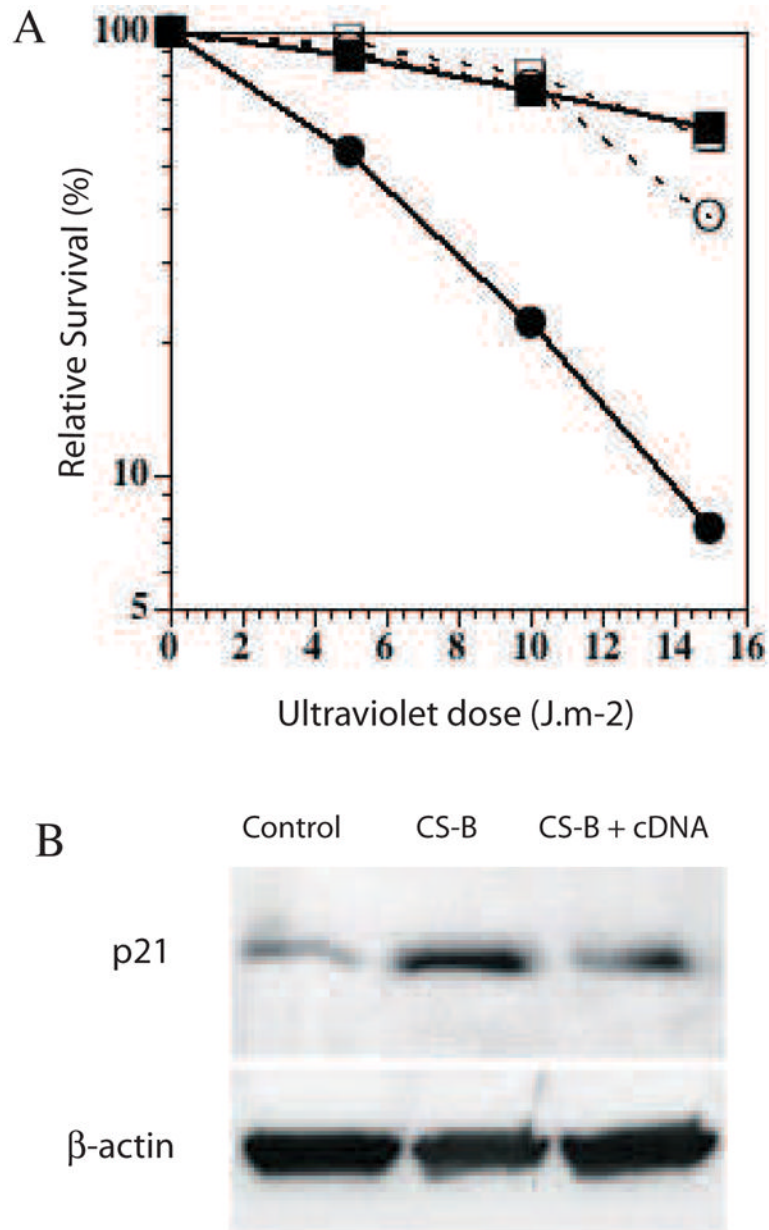 A
100
10
5
Relative Survival (%)
0 2 4 6 8 10 12 14 16
Ultraviolet dose (J.m-2)
B
Control CS-B CS-B + cDNA
p21
β-actin